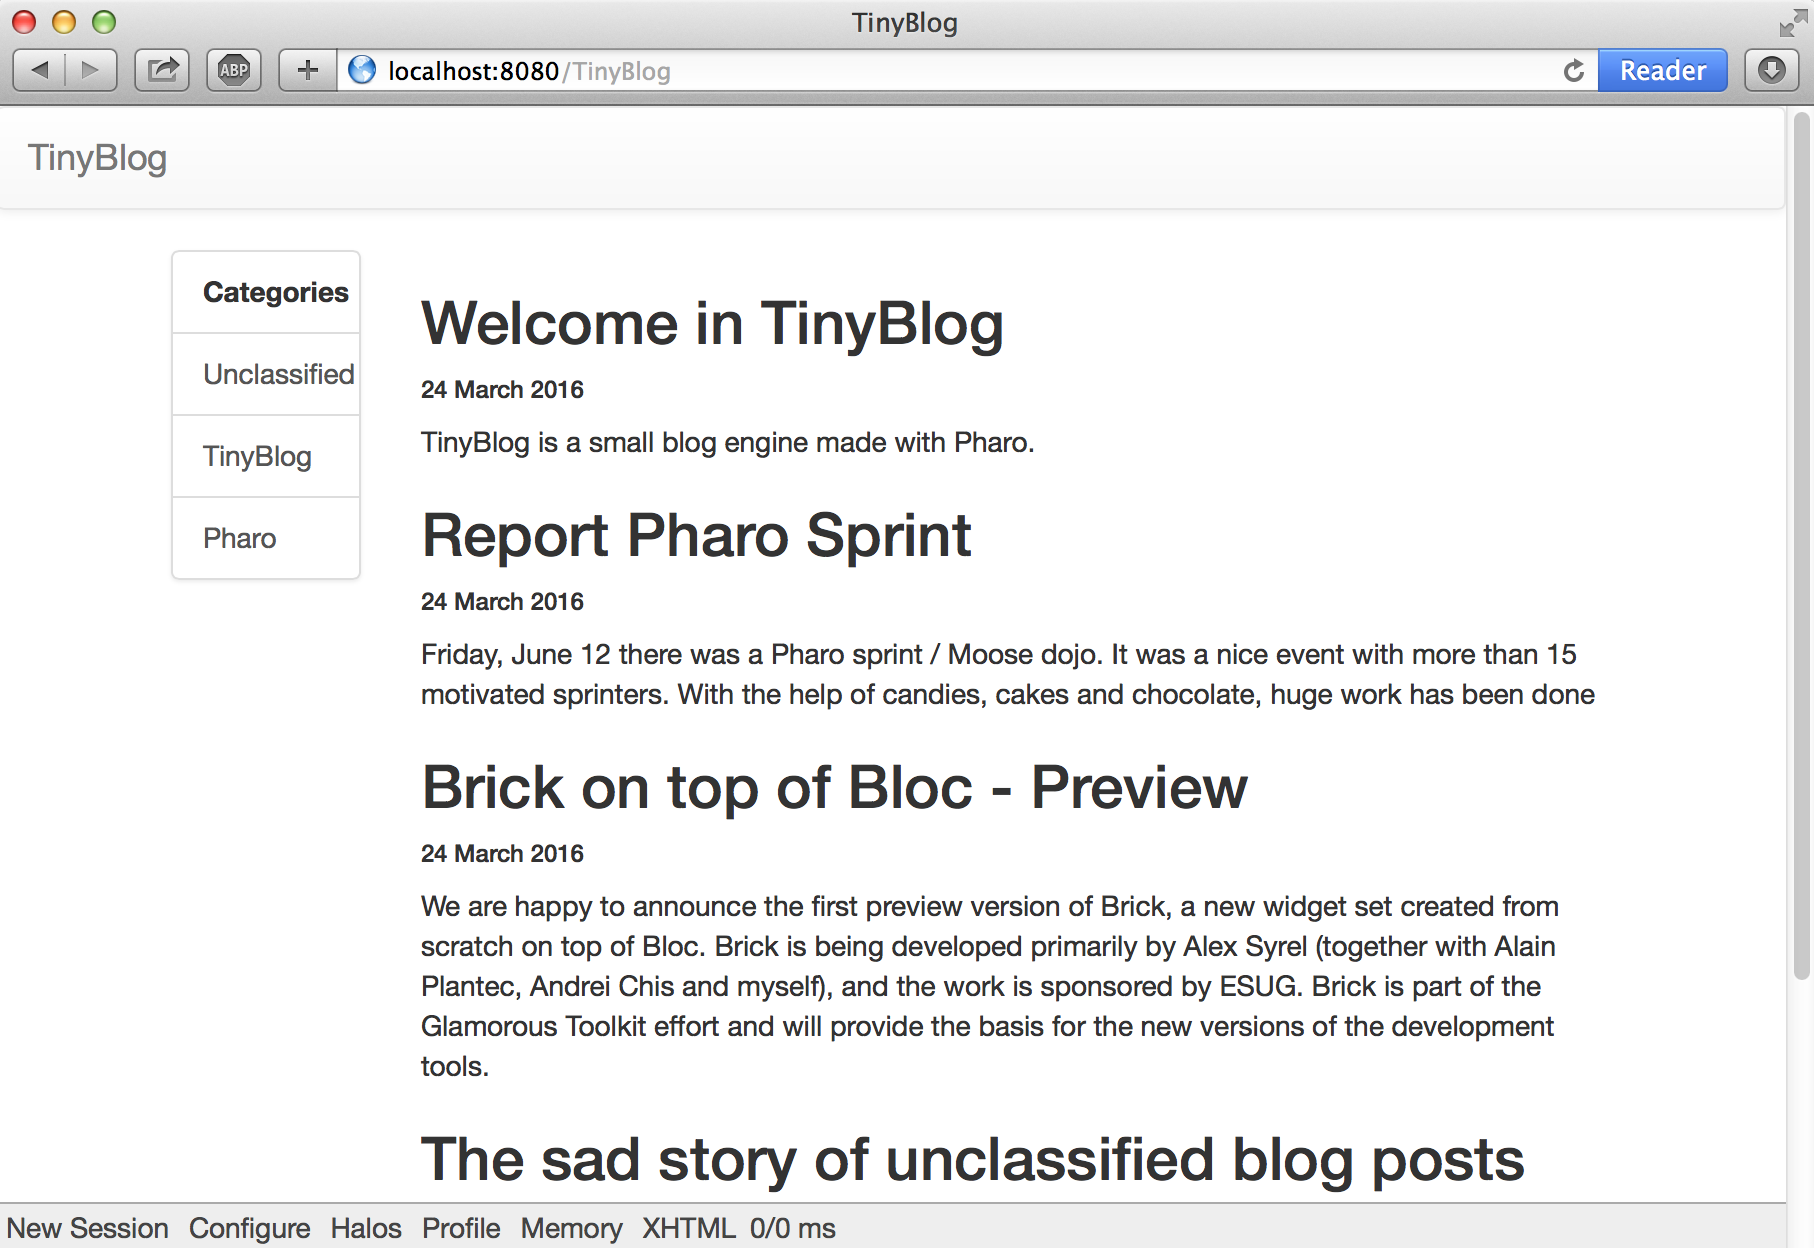 TinyBlog
ABP
localhost:8080/TinyBlog
Reader
TinyBlog
Categories
Unclassified
TinyBlog
Pharo
Welcome in TinyBlog
24 March 2016
TinyBlog is a small blog engine made with Pharo.
Report Pharo Sprint
24 March 2016
Friday, June 12 there was a Pharo sprint / Moose dojo. It was a nice event with more than 15
motivated sprinters. With the help of candies, cakes and chocolate, huge work has been done
Brick on top of Bloc - Preview
24 March 2016
We are happy to announce the first preview version of Brick, a new widget set created from
scratch on top of Bloc. Brick is being developed primarily by Alex Syrel (together with Alain
Plantec, Andrei Chis and myself), and the work is sponsored by ESUG. Brick is part of the
Glamorous Toolkit effort and will provide the basis for the new versions of the development
tools.
The sad story of unclassified blog posts
New Session Configure Halos Profile Memory XHTML 0/0 ms